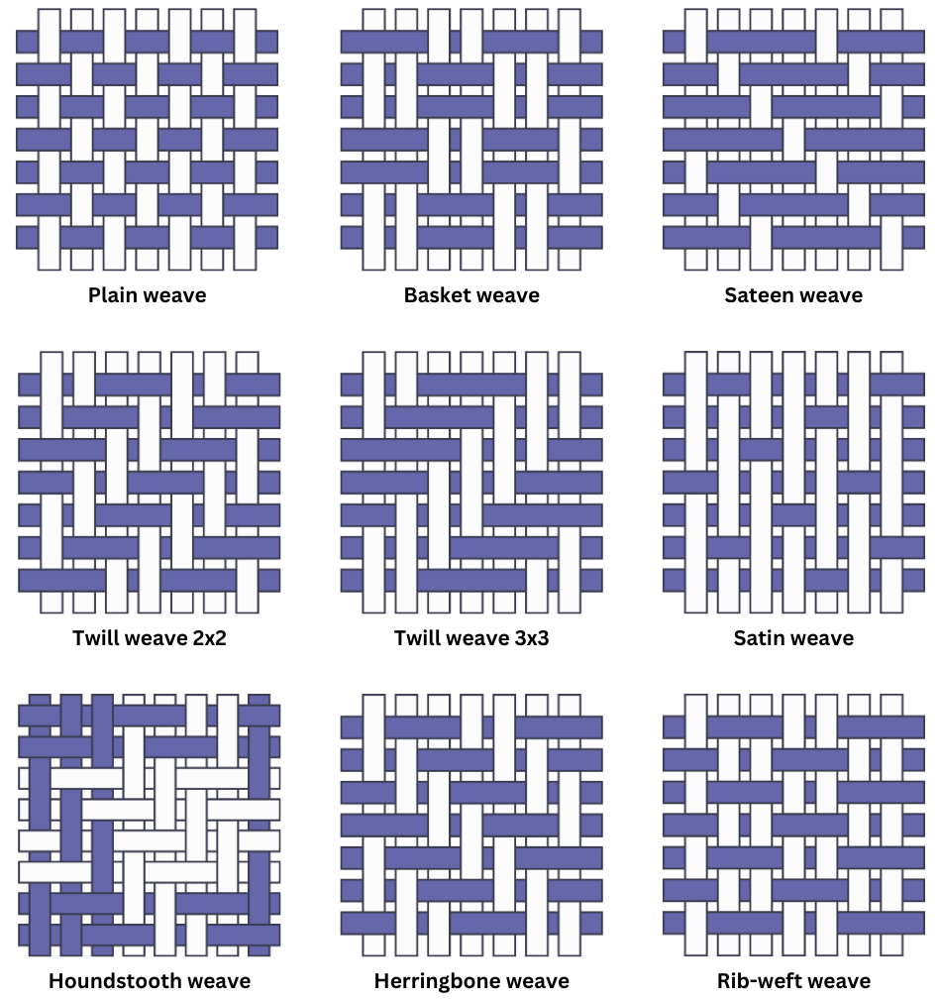 Plain weave
Basket weave
Sateen weave
Twill weave 2x2
Twill weave 3x3
Satin weave
Houndstooth weave
Herringbone weave
Rib-weft weave